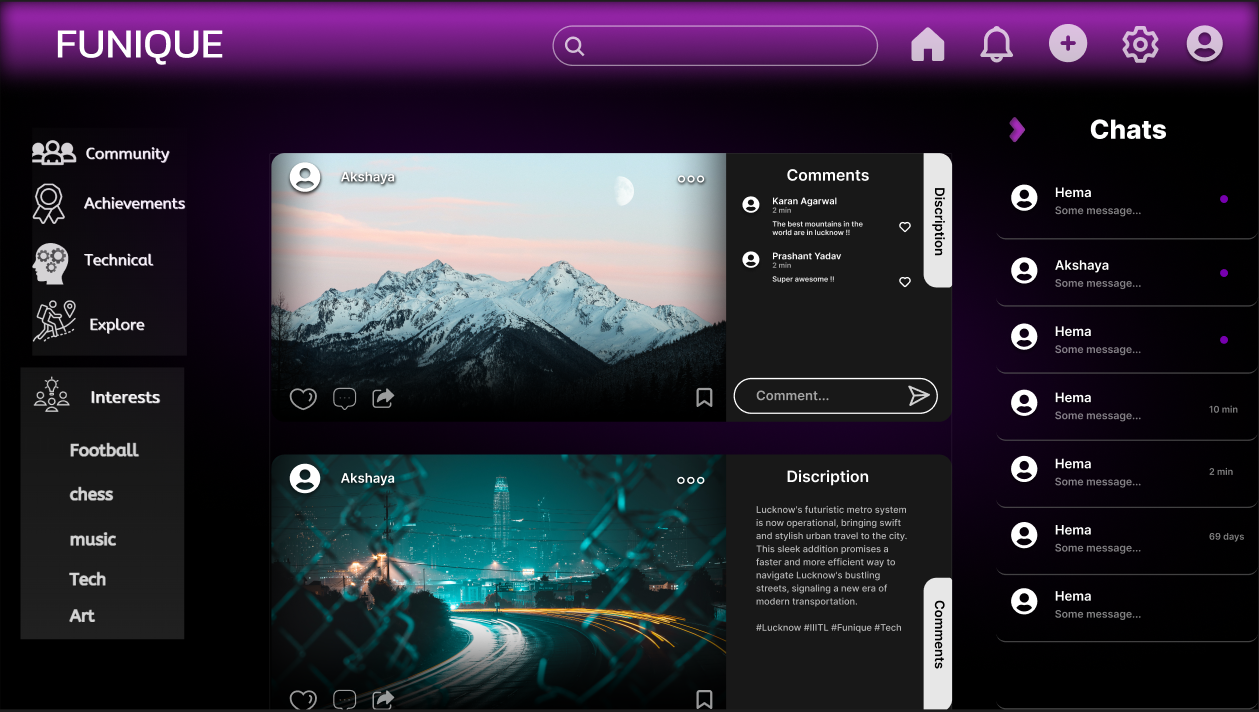 FUNIQUE
Community
Achievements
Technical
Explore
Interests
Football
chess
music
Tech
Art
Akshaya
Comments
Karan Agarwal
2 min
The best mountains in the
world are in lucknow !!
Prashant Yadav
2 min
Super awesome !!
Comment...
Discription
Akshaya
Discription
Lucknow's futuristic metro system
is now operational, bringing swift
and stylish urban travel to the city.
This sleek addition promises a
faster and more efficient way to
navigate Lucknow's bustling
streets, signaling a new era of
modern transportation.
#Lucknow #IIITL #Funique #Tech
Comments
Chats
Hema
Some message...
Akshaya
Some message...
Hema
Some message...
Hema
Some message...
10 min
Hema
Some message...
2 min
Hema
Some message...
69 days
Hema
Some message...